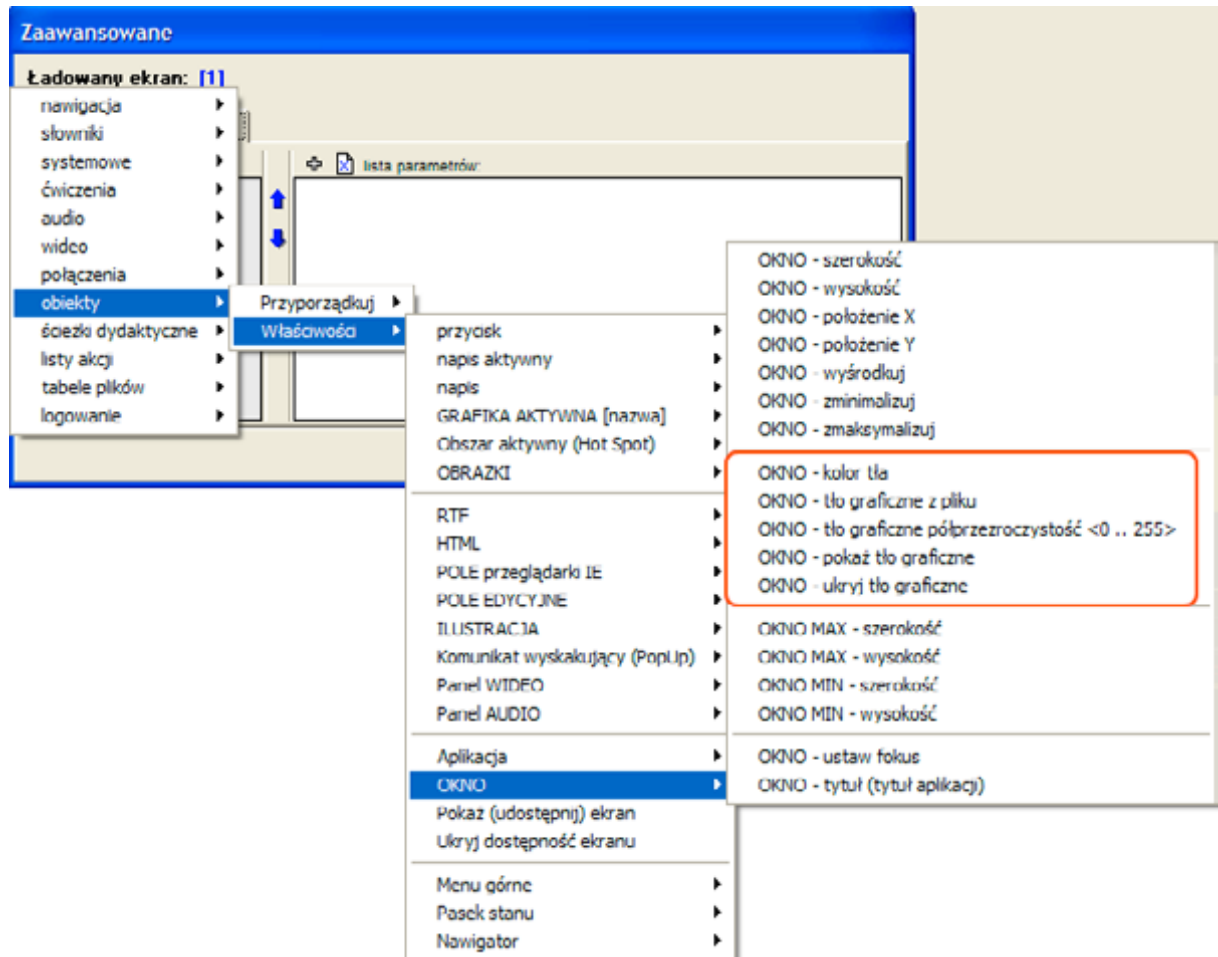 Zaawansowane
Ładowany ekran: [1]
nawigacja
słowniki
systemowe
ćwiczenia
audio
wideo
połączenia
obiekty
ścieżki dydaktyczne
listy akcji
tabele plików
logowanie
lista parametrów:
Przyporządkuj
Właściwości
przycisk
napis aktywny
napis
GRAFIKA AKTYWNA [nazwa]
Obszar aktywny (Hot Spot)
OBRAZKI
RTF
HTML
POLE przeglądarki IE
POLE EDYCYJNE
ILUSTRACJA
Komunikat wyskakujący (PopUp)
Panel WIDEO
Panel AUDIO
Aplikacja
OKNO
Pokaż (udostępnij) ekran
Ukryj dostępność ekranu
Menu górne
Pasek stanu
Nawigator
OKNO - szerokość
OKNO - wysokość
OKNO - położenie X
OKNO - położenie Y
OKNO - wyśrodkuj
OKNO - zminimalizuj
OKNO - zmaksymalizuj
OKNO - kolor tła
OKNO - tło graficzne z pliku
OKNO - tło graficzne półprzezroczystość <0 .. 255>
OKNO - pokaż tło graficzne
OKNO - ukryj tło graficzne
OKNO MAX - szerokość
OKNO MAX - wysokość
OKNO MIN - szerokość
OKNO MIN - wysokość
OKNO - ustaw fokus
OKNO - tytuł (tytuł aplikacji)